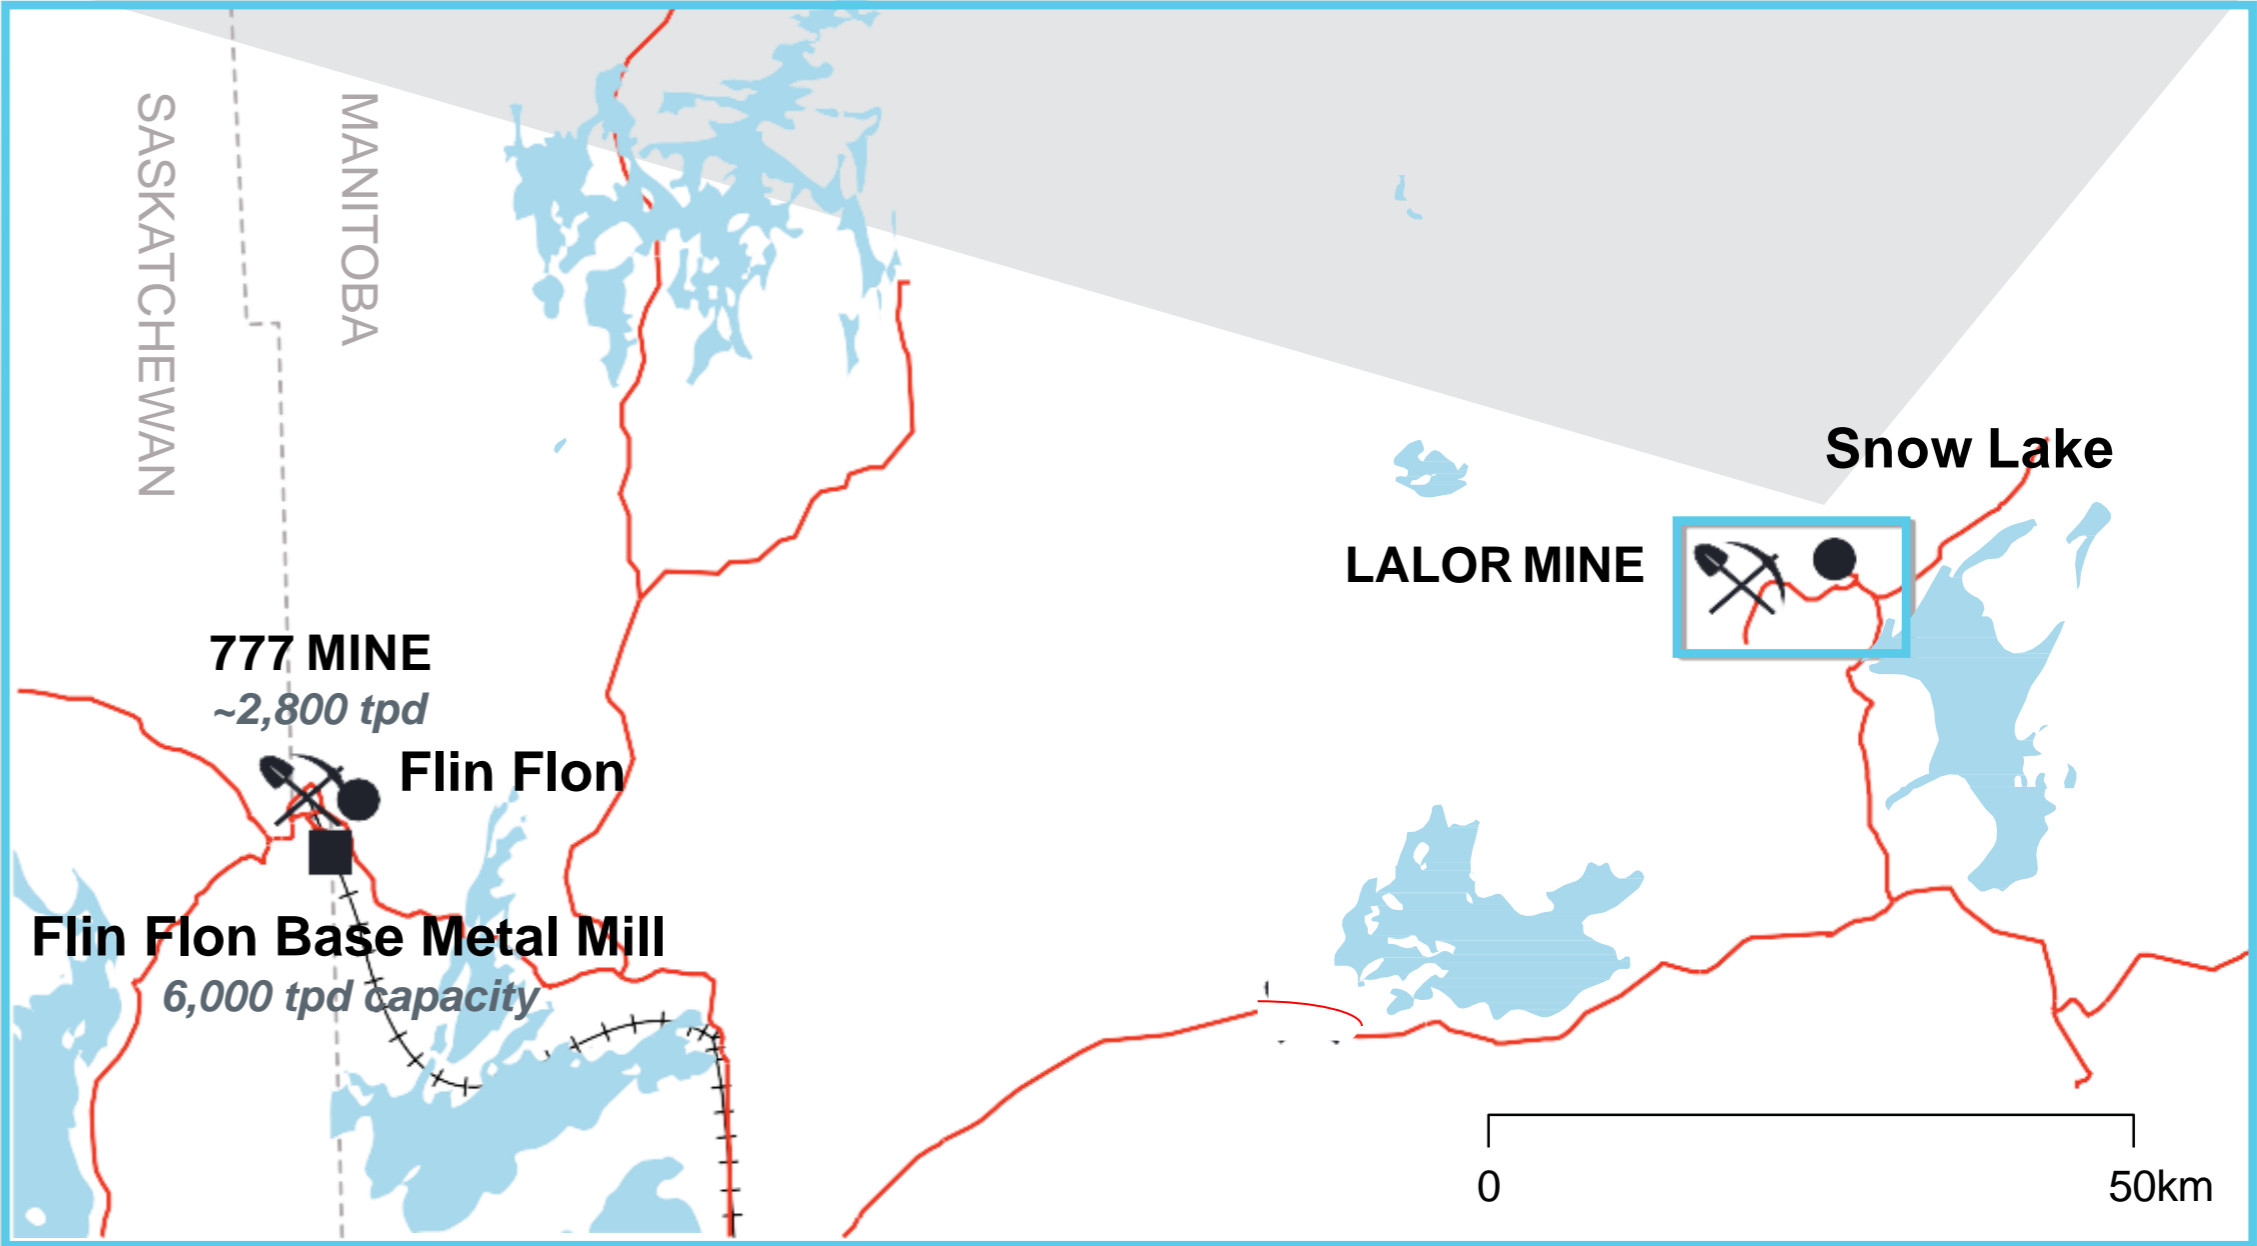 SASKATCHEWAN
MANITOBA
Snow Lake
LALOR MINE
777 MINE
~2,800 tpd
Flin Flon
Flin Flon Base Metal Mill
6,000 tpd capacity
0
50km